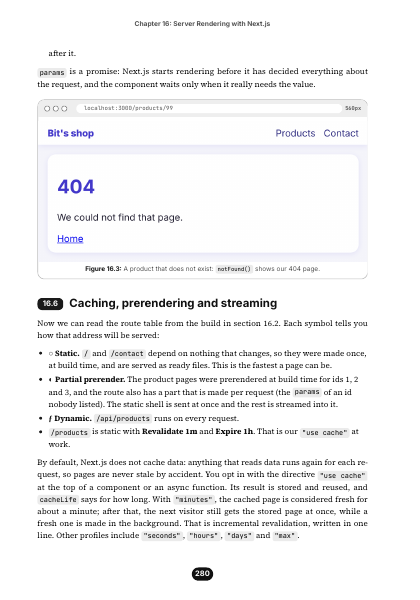 Chapter 16: Server Rendering with Next.js
after it.
params is a promise: Next.js starts rendering before it has decided everything about
the request, and the component waits only when it really needs the value.
localhost:3000/products/99
560px
Bit's shop
Products Contact
404
We could not find that page.
Home
Figure 16.3: A product that does not exist: notFound() shows our 404 page.
16.6 Caching, prerendering and streaming
Now we can read the route table from the build in section 16.2. Each symbol tells you
how that address will be served:
• ○ Static. / and /contact depend on nothing that changes, so they were made once,
at build time, and are served as ready files. This is the fastest a page can be.
• ◐ Partial prerender. The product pages were prerendered at build time for ids 1, 2
and 3, and the route also has a part that is made per request (the params of an id
nobody listed). The static shell is sent at once and the rest is streamed into it.
• ƒ Dynamic. /api/products runs on every request.
• /products is static with Revalidate 1m and Expire 1h. That is our "use cache" at
work.
By default, Next.js does not cache data: anything that reads data runs again for each re-
quest, so pages are never stale by accident. You opt in with the directive "use cache"
at the top of a component or an async function. Its result is stored and reused, and
cacheLife says for how long. With "minutes", the cached page is considered fresh for
about a minute; after that, the next visitor still gets the stored page at once, while a
fresh one is made in the background. That is incremental revalidation, written in one
line. Other profiles include "seconds", "hours", "days" and "max".
280